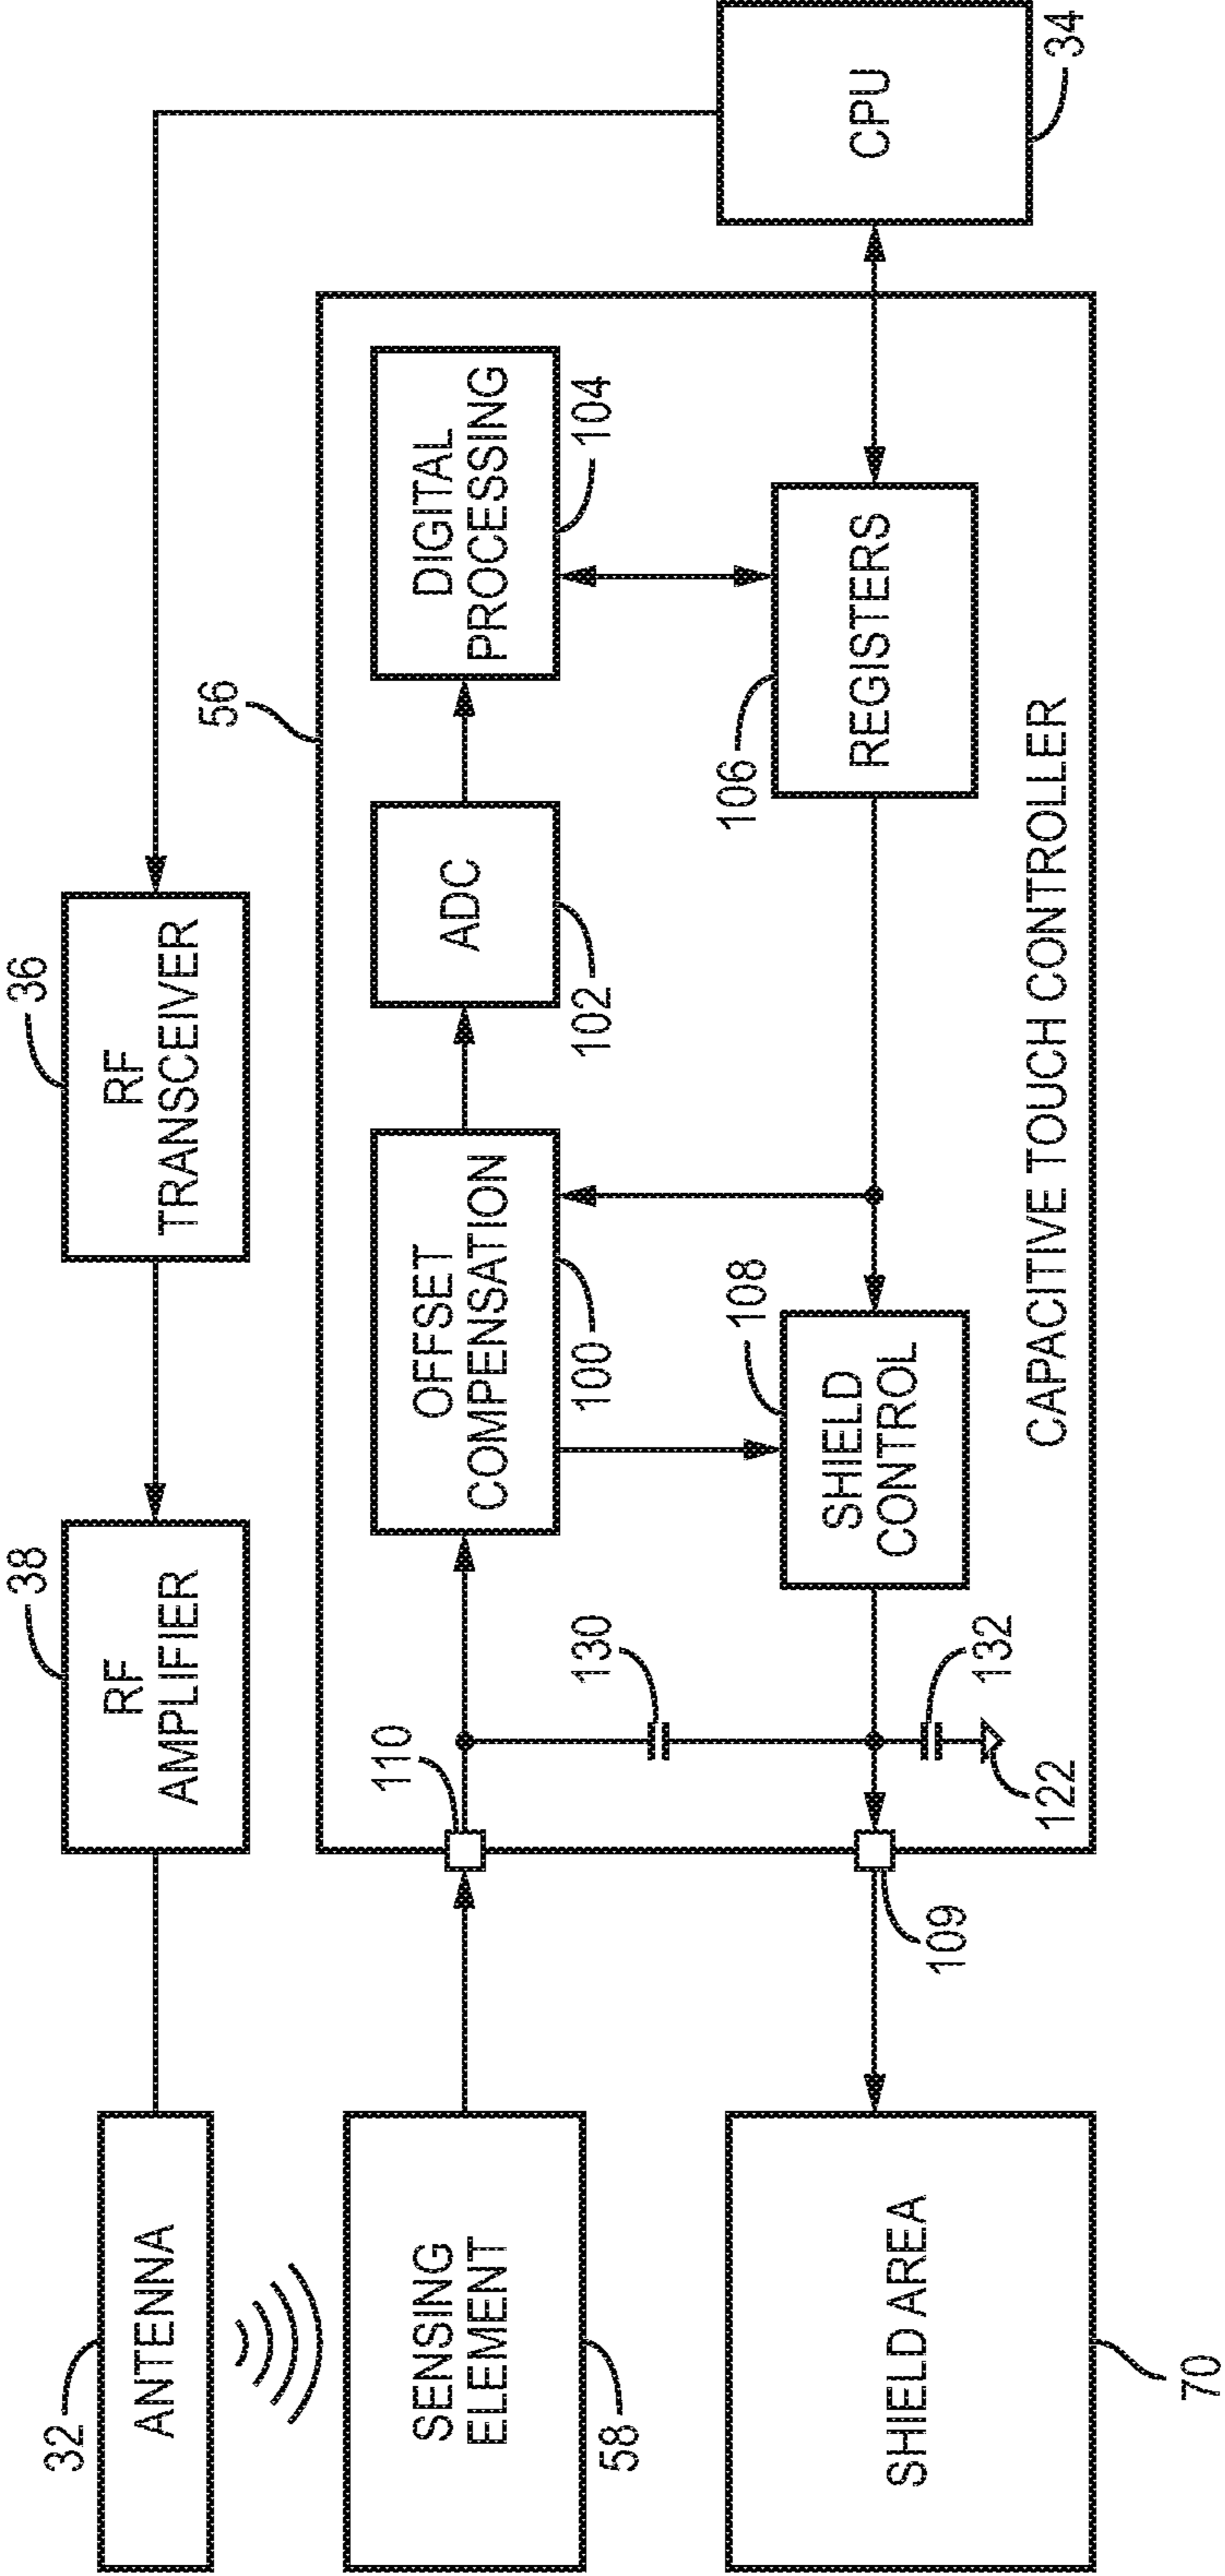 32
ANTENNA
38
RF
AMPLIFIER
36
RF
TRANSCEIVER
56
SENSING
ELEMENT
58
110
OFFSET
COMPENSATION
100
ADC
102
DIGITAL
PROCESSING
104
130
SHIELD AREA
70
109
132
122
108
SHIELD
CONTROL
106
REGISTERS
CPU
34
CAPACITIVE TOUCH CONTROLLER